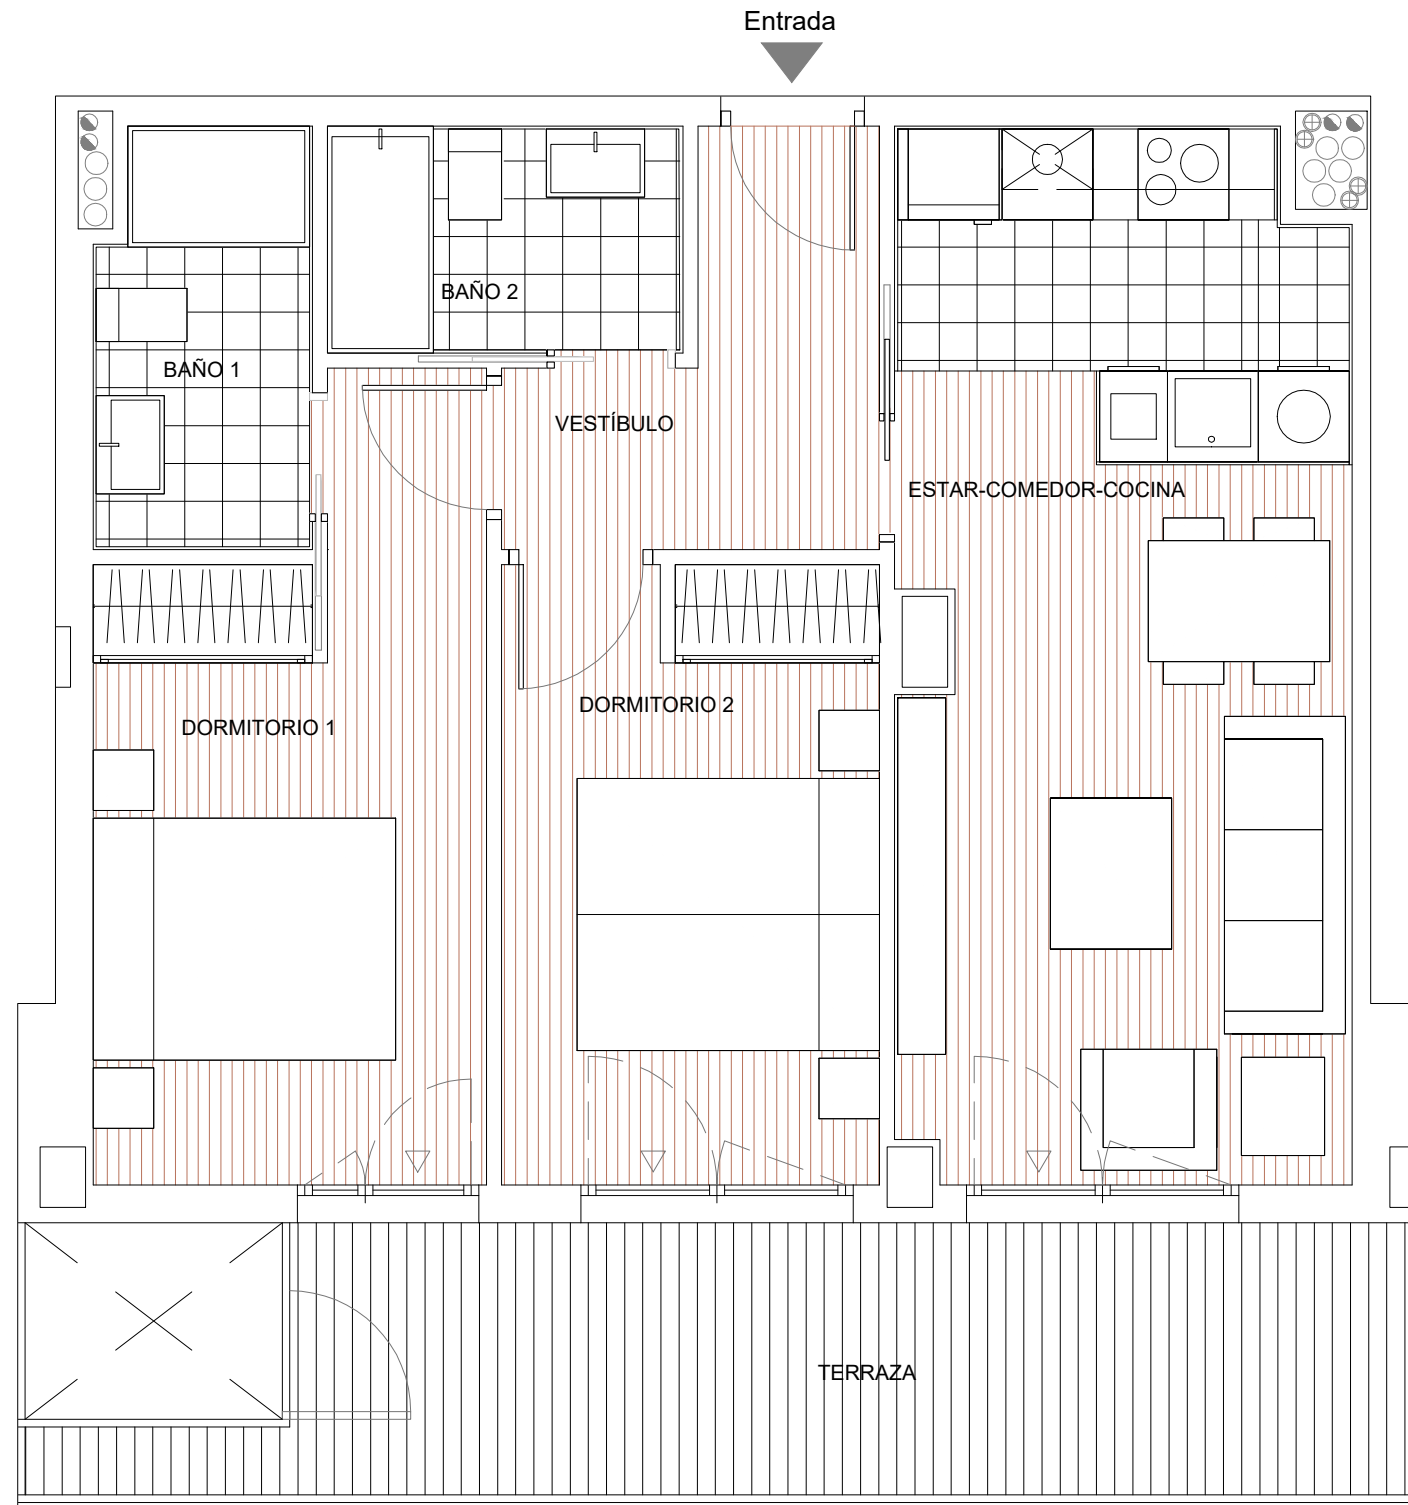 Entrada
BAÑO 2
BAÑO 1
VESTÍBULO
ESTAR-COMEDOR-COCINA
DORMITORIO 2
DORMITORIO 1
TERRAZA